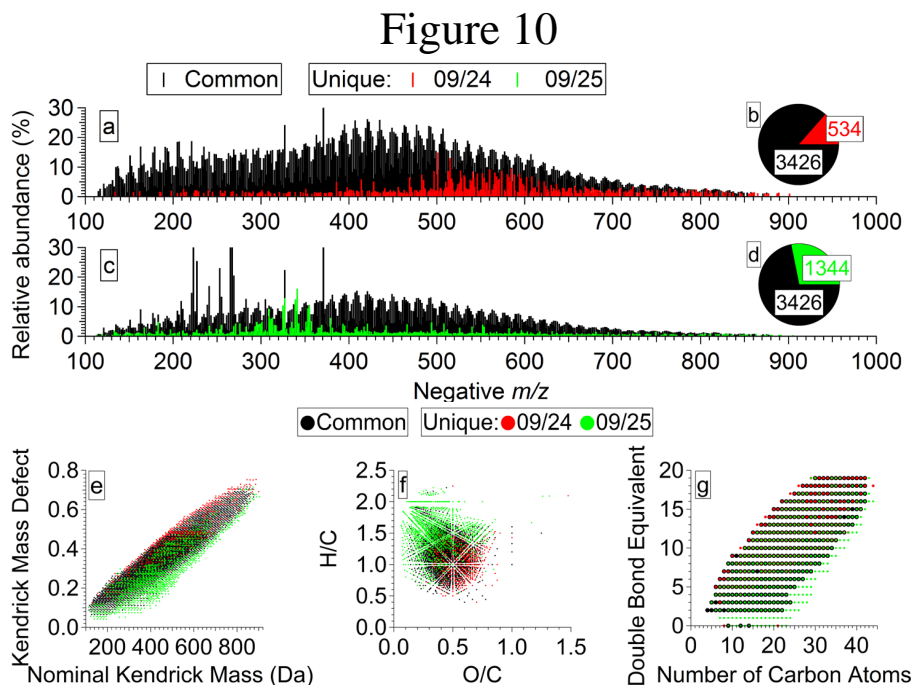 Figure 10
Common Unique: 09/24 09/25
Relative abundance (%)
30
20
10
0
a
b
534
3426
100 200 300 400 500 600 700 800 900 1000
30
20
10
0
c
d
1344
3426
100 200 300 400 500 600 700 800 900 1000
Negative m/z
Common Unique: 09/24 09/25
Kendrick Mass Defect
0.8
0.6
0.4
0.2
0.0
e
200 400 600 800
Nominal Kendrick Mass (Da)
H/C
2.5
2.0
1.5
1.0
0.5
0.0
f
0.0 0.5 1.0 1.5
O/C
Double Bond Equivalent
20
15
10
5
0
g
0 10 20 30 40
Number of Carbon Atoms